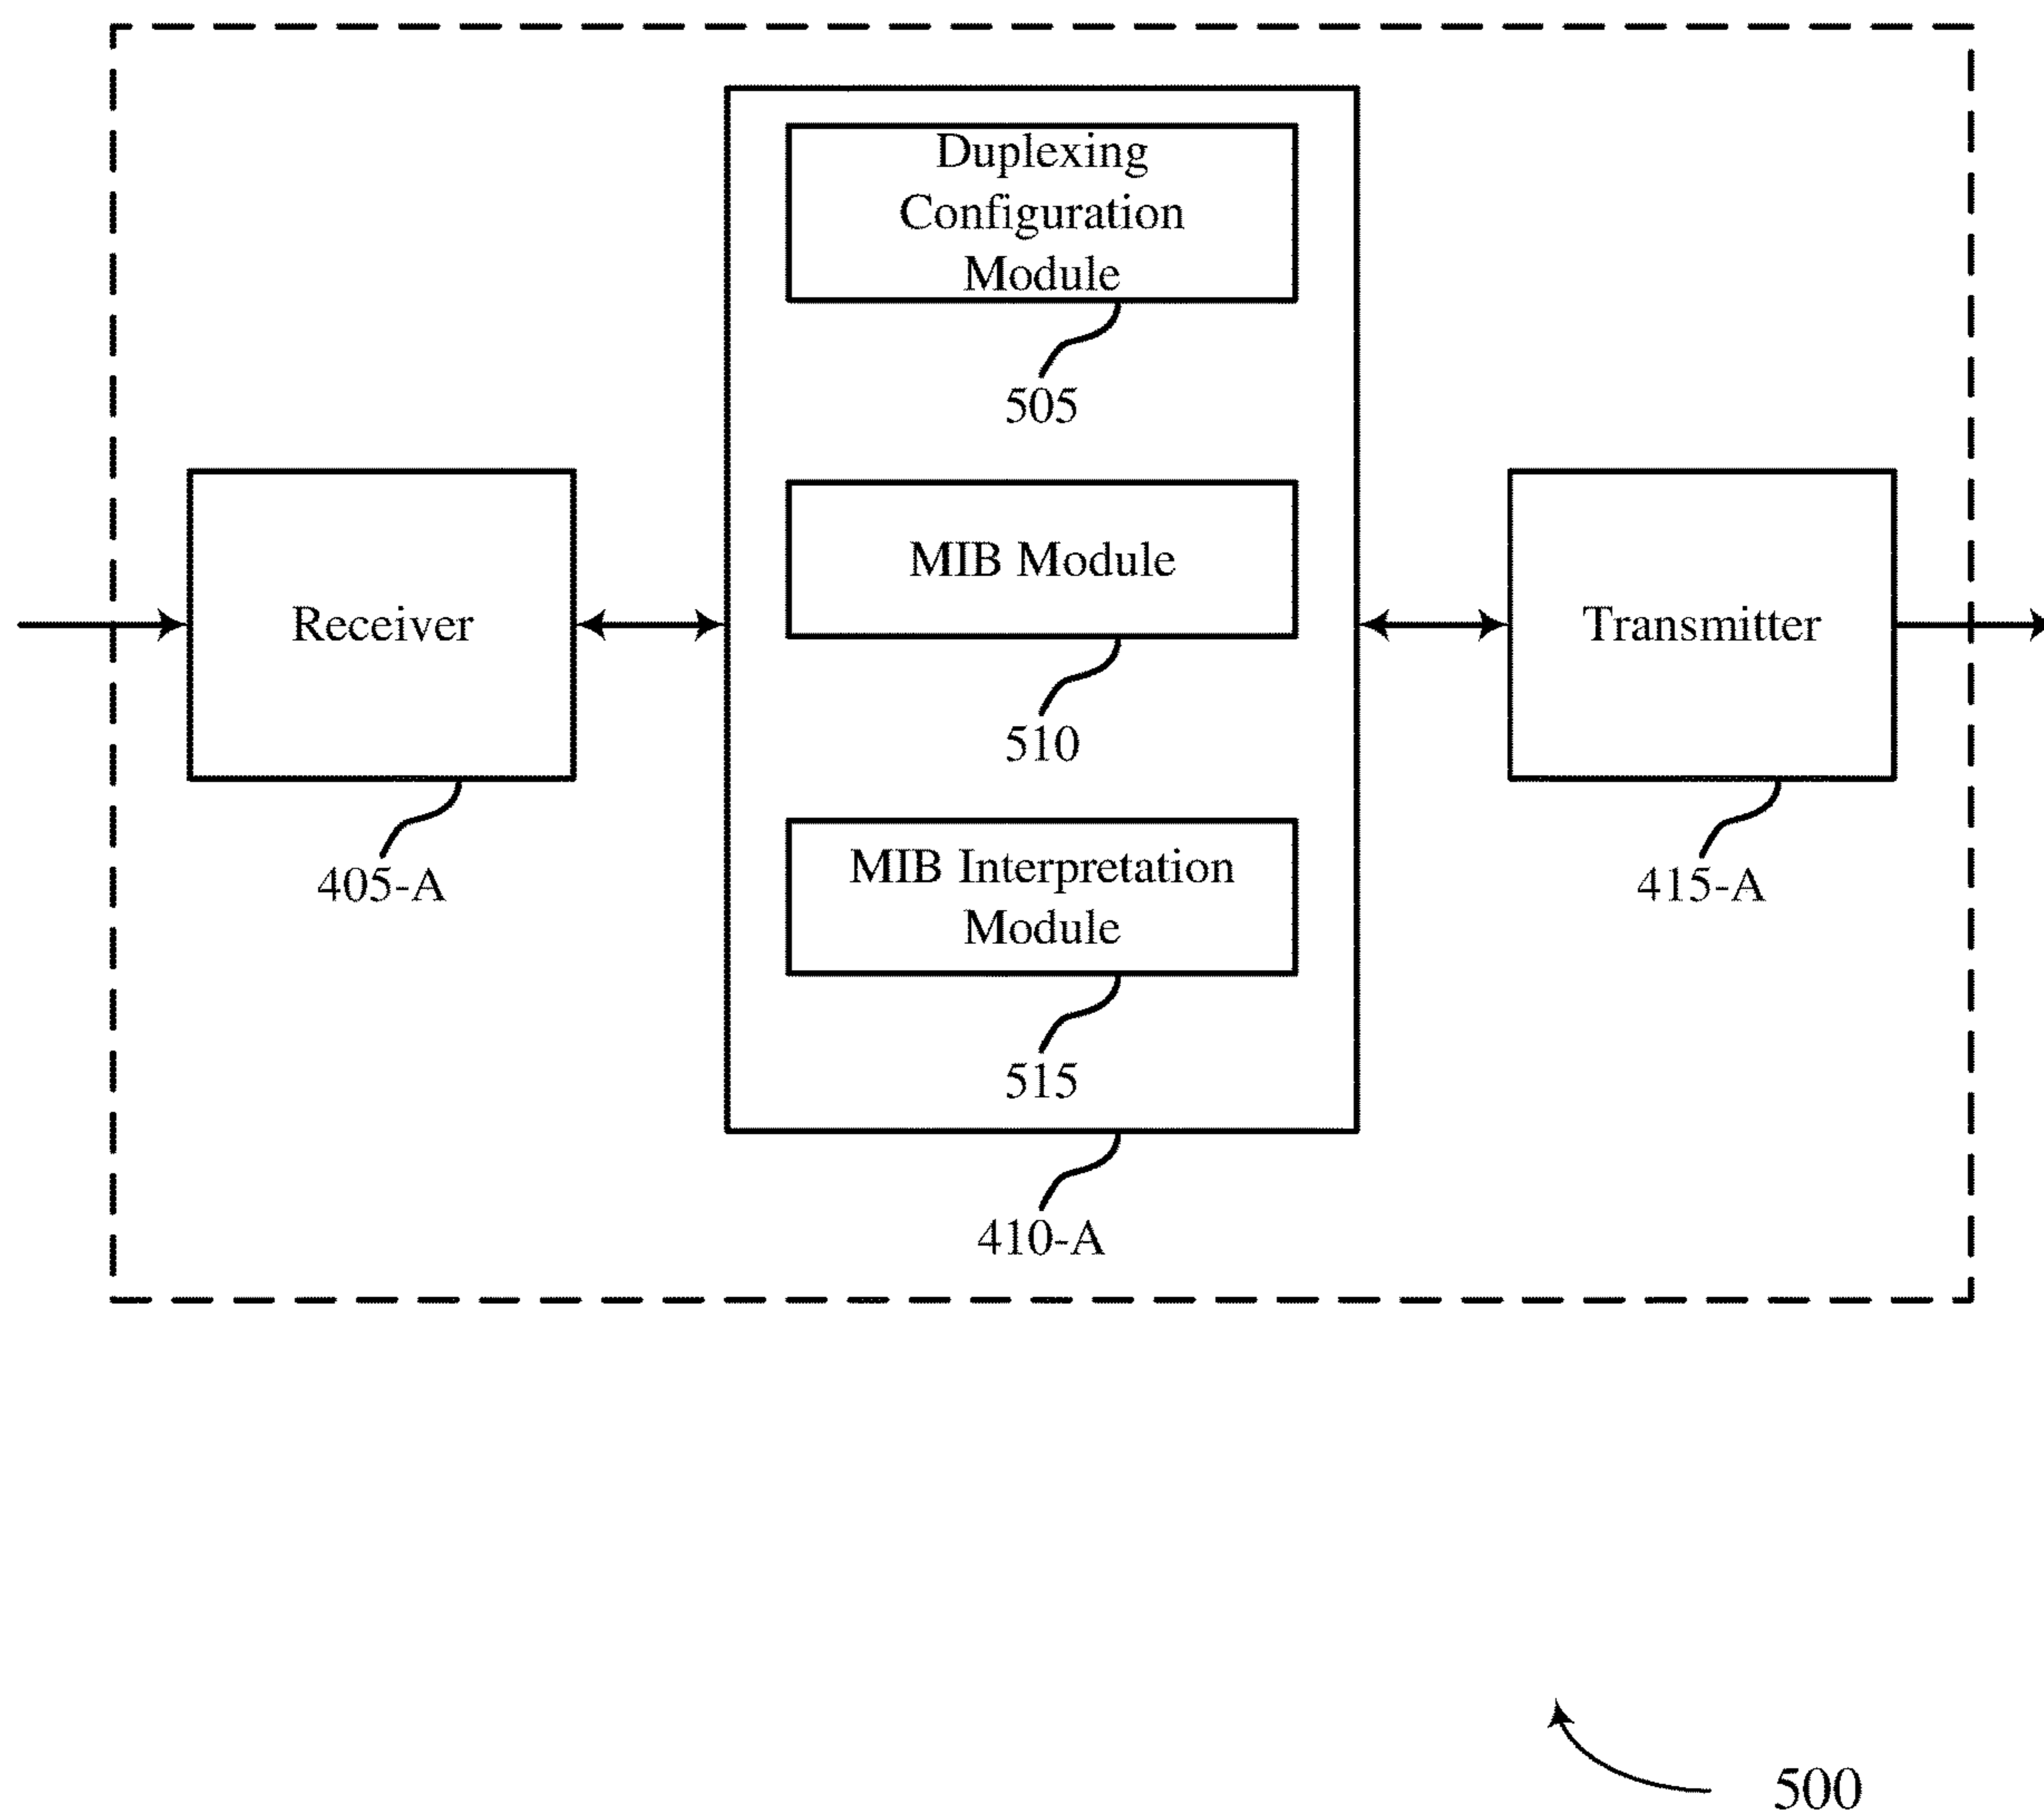 Duplexing
Configuration
Module
505
MIB Module
510
MIB Interpretation
Module
515
410-A
Receiver
405-A
Transmitter
415-A
500